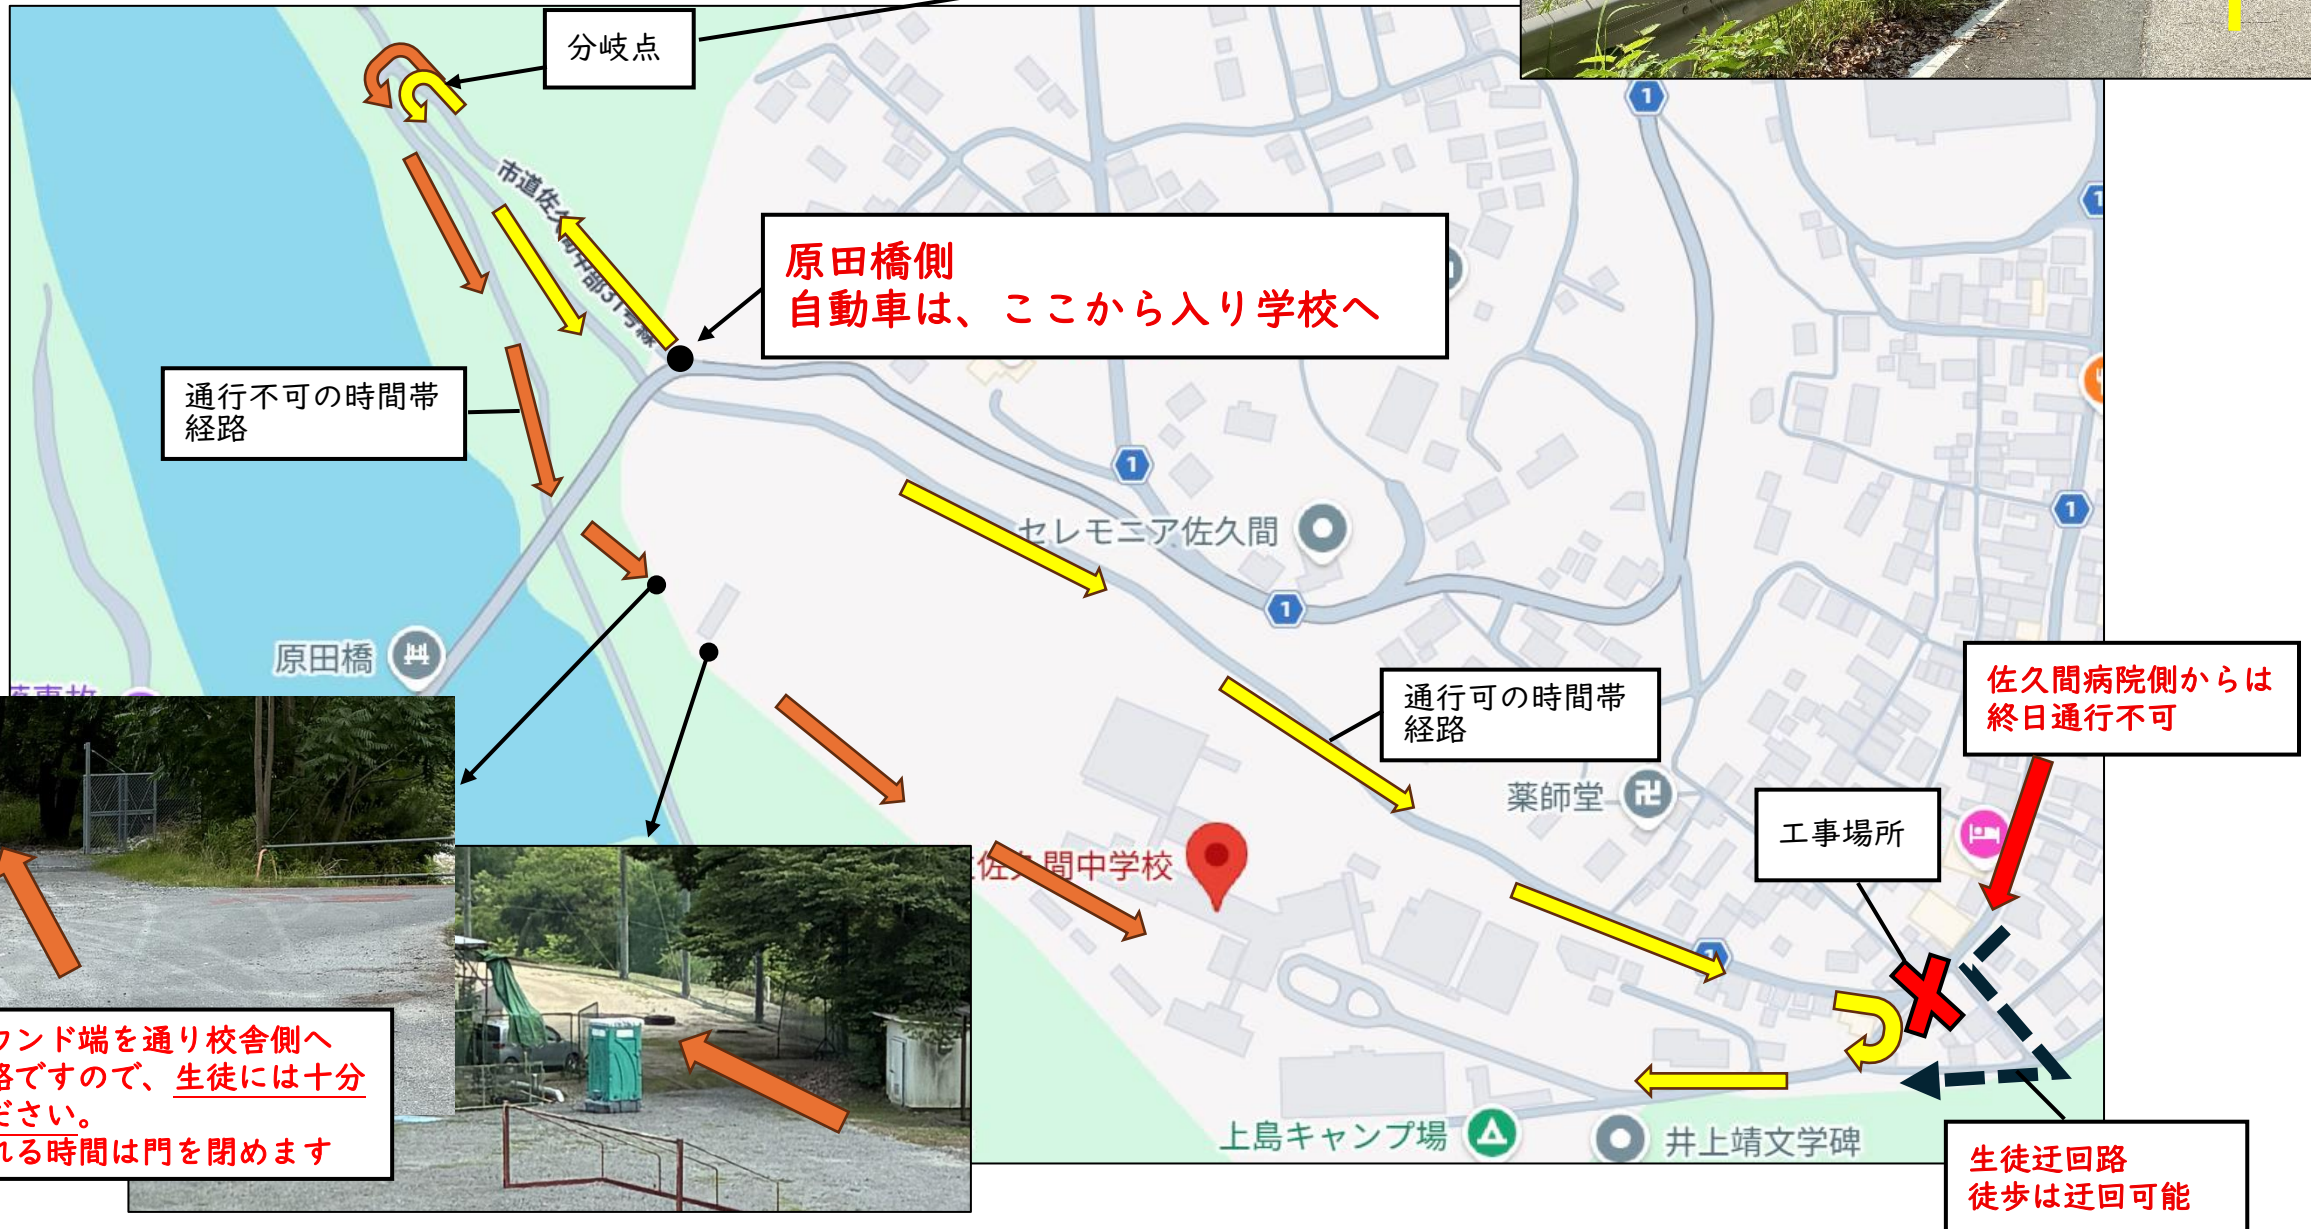 分岐点
1
1
市道佐久間中部31号線
原田橋側
自動車は、ここから入り学校へ
通行不可の時間帯
経路
1
1
セレモニア佐久間
1
原田橋
佐久間病院側からは
終日通行不可
通行可の時間帯
経路
薬師堂
工事場所
佐久間中学校
1
ウンド端を通り校舎側へ
路ですので、生徒には十分
ださい。
れる時間は門を閉めます
上島キャンプ場
井上靖文学碑
生徒迂回路
徒歩は迂回可能